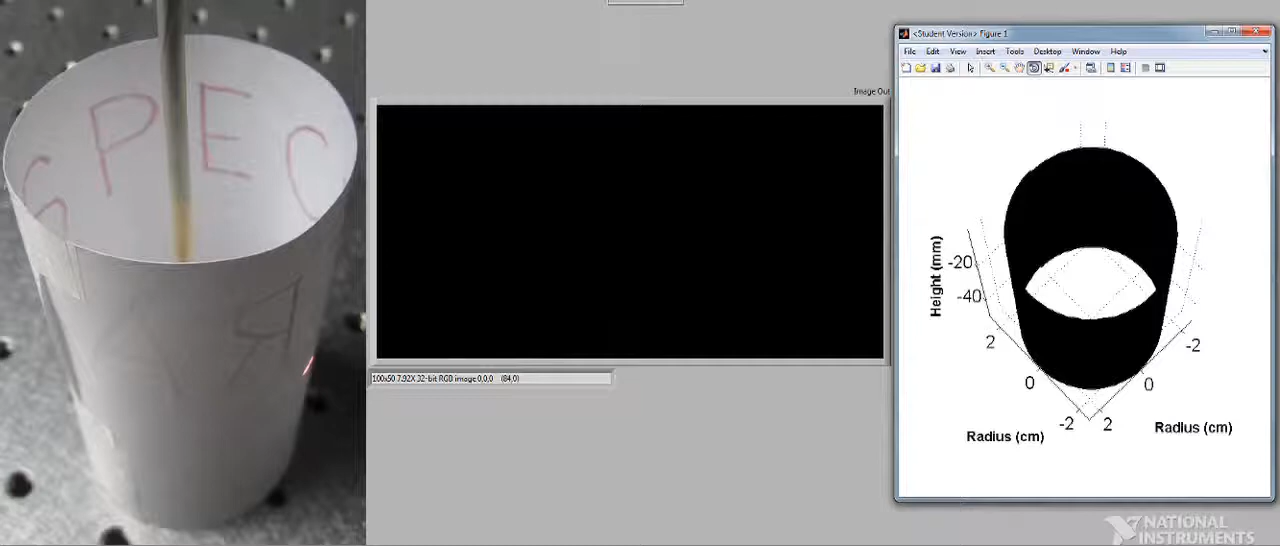 S P E C
R
Image Out
100x50 7.92X 32-bit RGB image 0,0,0 (84,0)
<Student Version> Figure 1
File Edit View Insert Tools Desktop Window Help
Height (mm)
-20
-40
2
0
-2
Radius (cm)
2
0
-2
Radius (cm)
NATIONAL
INSTRUMENTS